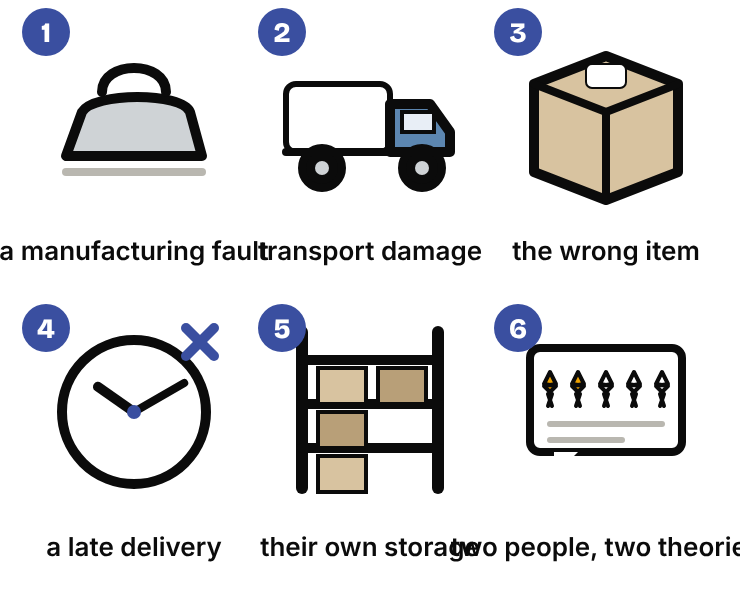 1
2
3
a manufacturing fault
transport damage
the wrong item
4
5
6
a late delivery
their own storage
two people, two theories